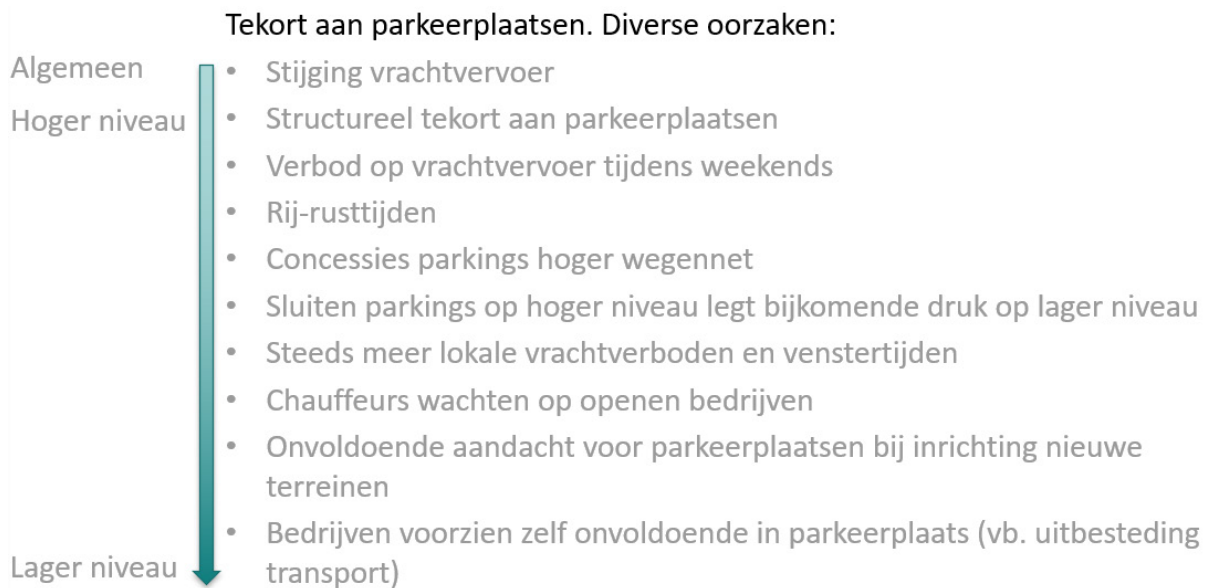 Tekort aan parkeerplaatsen. Diverse oorzaken:
Algemeen
• Stijging vrachtvervoer
Hoger niveau
• Structureel tekort aan parkeerplaatsen
• Verbod op vrachtvervoer tijdens weekends
• Rij-rusttijden
• Concessies parkings hoger wegennet
• Sluiten parkings op hoger niveau legt bijkomende druk op lager niveau
• Steeds meer lokale vrachtverboden en venstertijden
• Chauffeurs wachten op openen bedrijven
• Onvoldoende aandacht voor parkeerplaatsen bij inrichting nieuwe
terreinen
• Bedrijven voorzien zelf onvoldoende in parkeerplaats (vb. uitbesteding
transport)
Lager niveau